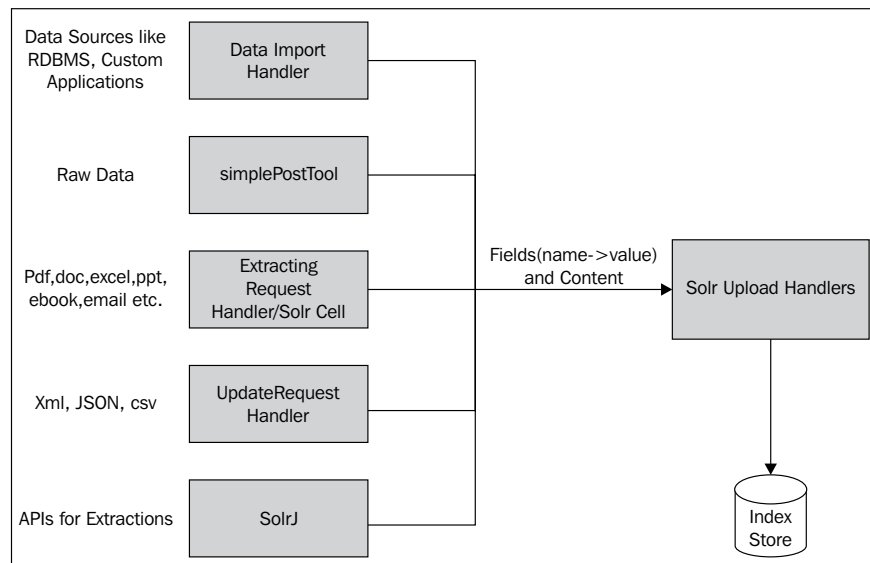 Data Sources like
RDBMS, Custom
Applications
Data Import
Handler
Raw Data
simplePostTool
Pdf,doc,excel,ppt,
ebook,email etc.
Extracting
Request
Handler/Solr Cell
Xml, JSON, csv
UpdateRequest
Handler
APIs for Extractions
SolrJ
Fields(name->value)
and Content
Solr Upload Handlers
Index
Store